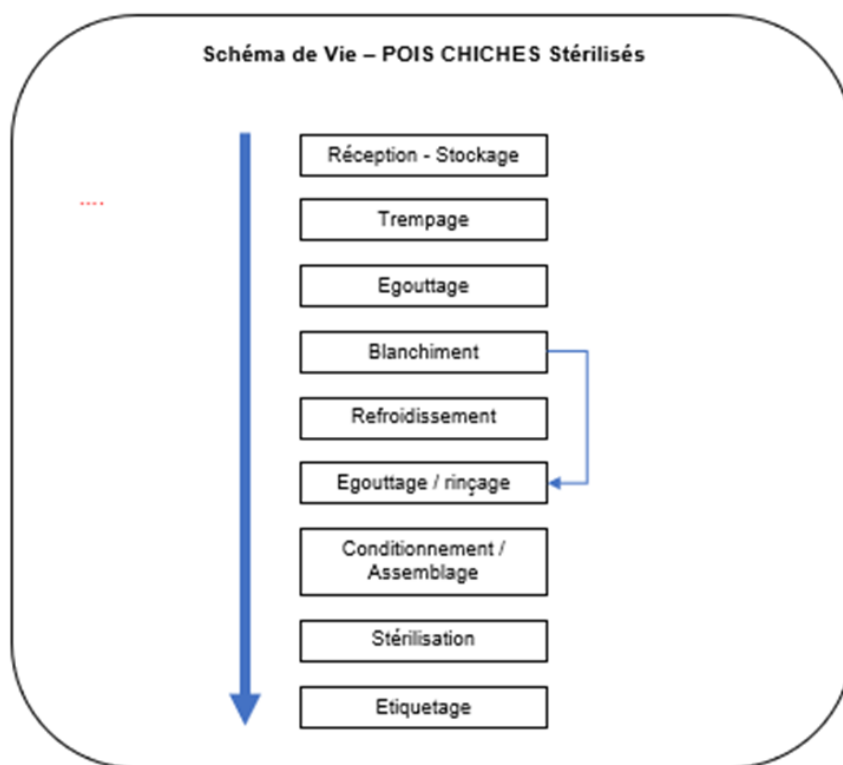 Schéma de Vie – POIS CHICHES Stérilisés
Réception - Stockage
Trempage
Egouttage
Blanchiment
Refroidissement
Egouttage / rinçage
Conditionnement /
Assemblage
Stérilisation
Etiquetage